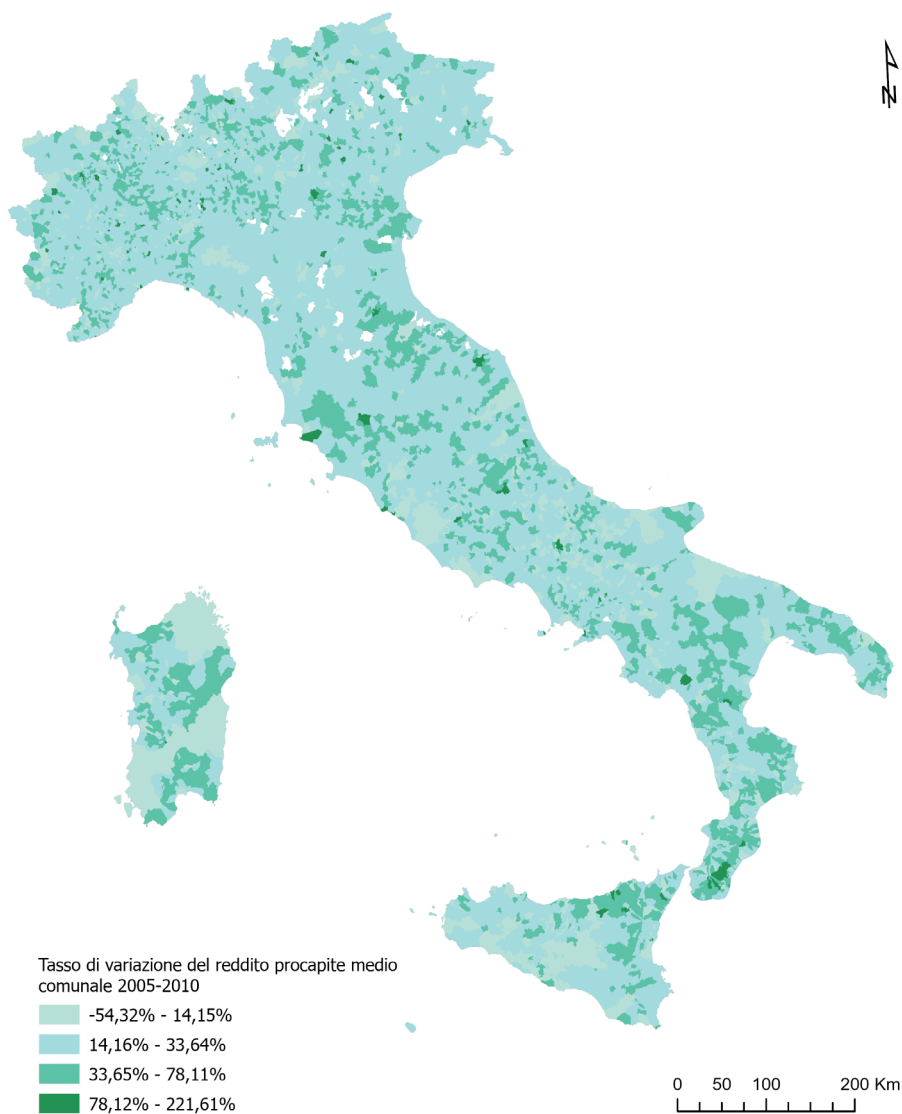 N
Tasso di variazione del reddito procapite medio
comunale 2005-2010
-54,32% - 14,15%
14,16% - 33,64%
33,65% - 78,11%
78,12% - 221,61%
0 50 100 200 Km